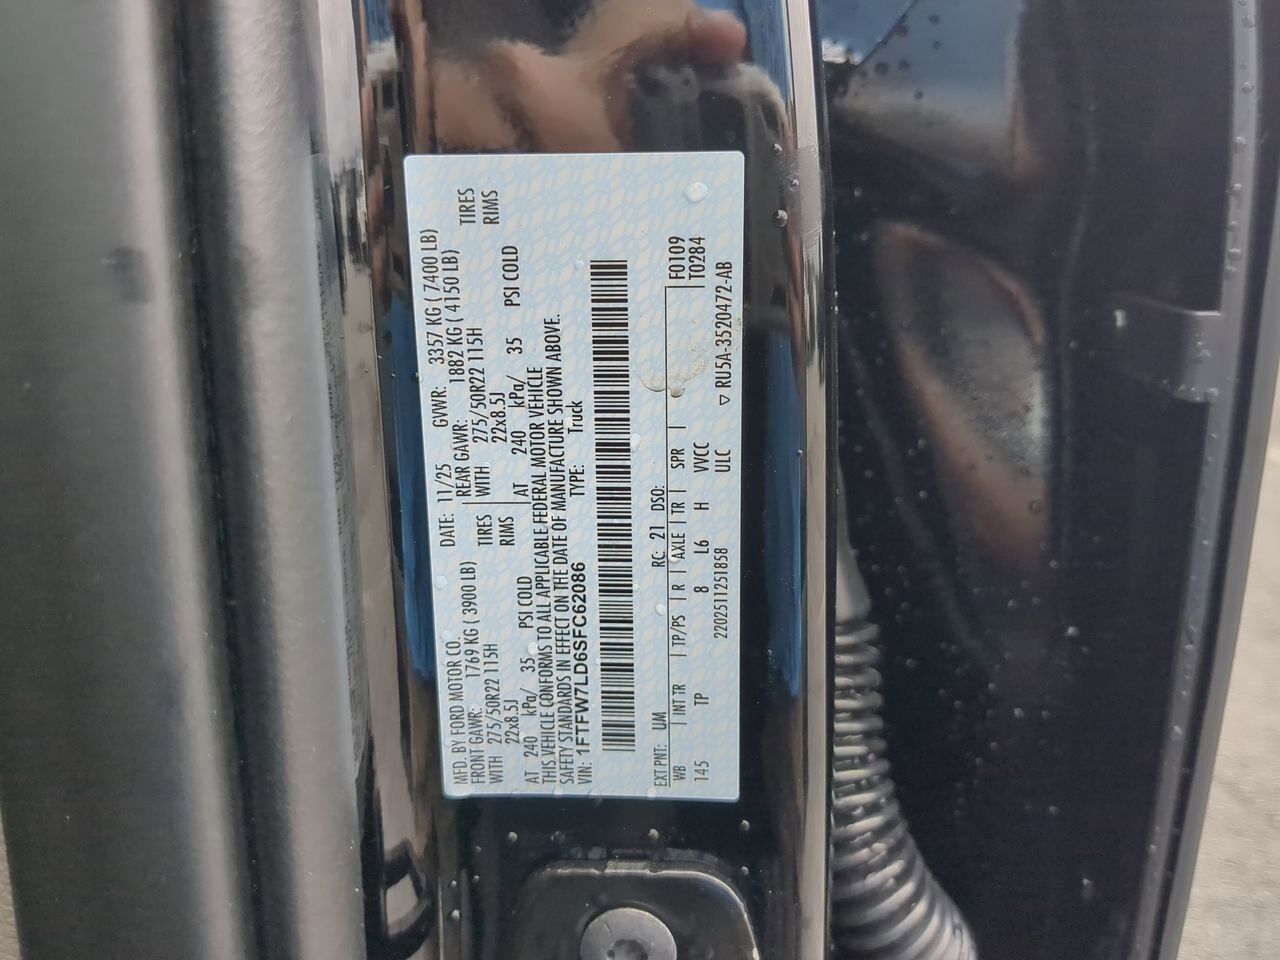 MFD. BY FORD MOTOR CO.
DATE: 11/25 GVWR: 3357 KG ( 7400 LB)
FRONT GAWR: 1769 KG ( 3900 LB)
REAR GAWR: 1882 KG ( 4150 LB)
WITH 275/50R22 115H TIRES
WITH 275/50R22 115H TIRES
22x8.5J RIMS
22x8.5J RIMS
AT 240 kPa/ 35 PSI COLD
AT 240 kPa/ 35 PSI COLD
THIS VEHICLE CONFORMS TO ALL APPLICABLE FEDERAL MOTOR VEHICLE
SAFETY STANDARDS IN EFFECT ON THE DATE OF MANUFACTURE SHOWN ABOVE.
VIN: 1FTFW7LD6SFC62086 TYPE: Truck
EXT PNT: UM RC: 21 DSO: F0109
WB INT TR TP/PS R AXLE TR SPR T0284
145 TP 8 L6 H VVCC
2202511251858 ULC ▽ RU5A-3520472-AB